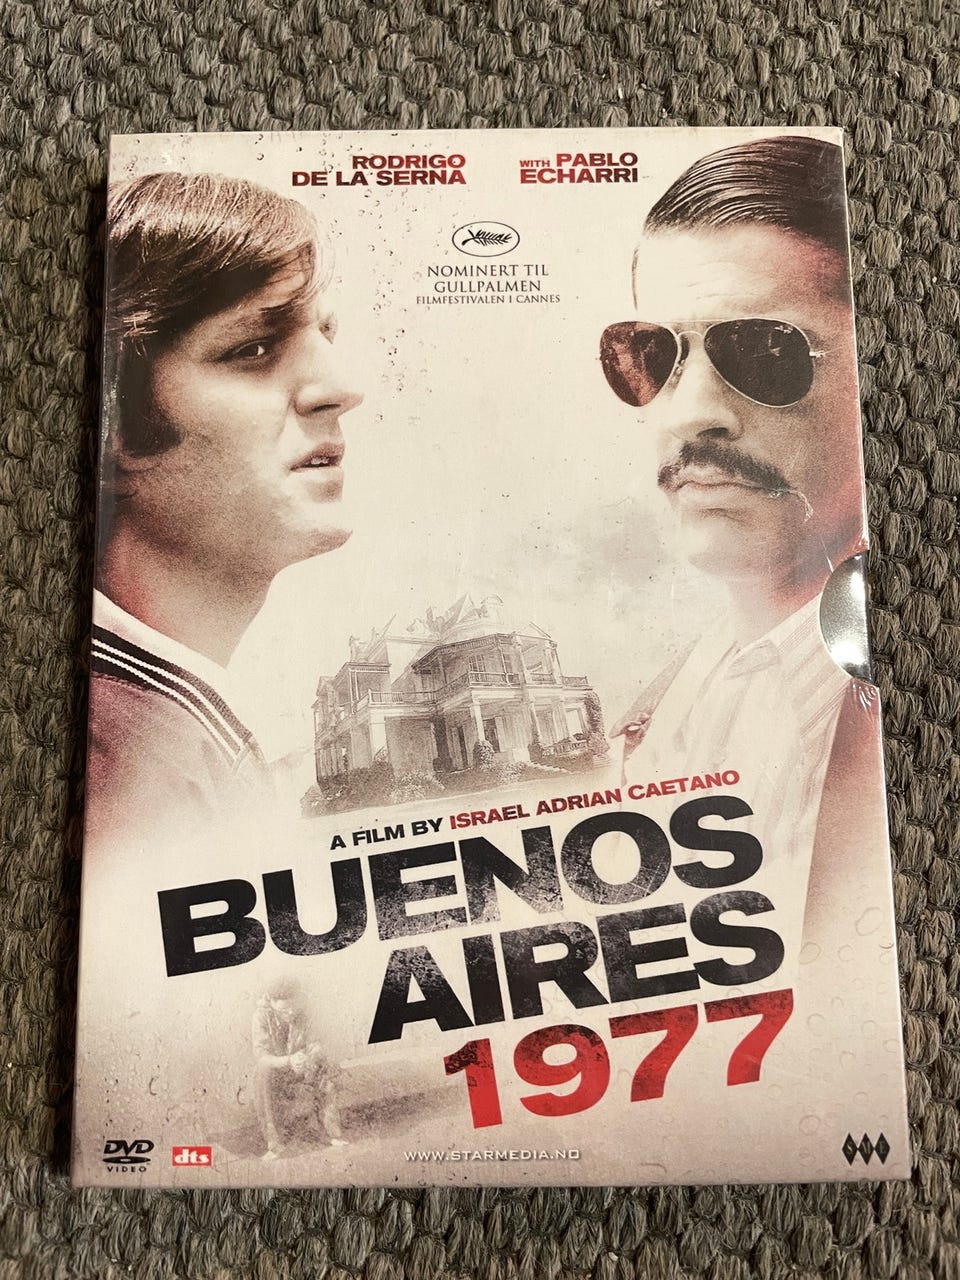 RODRIGO
DE LA SERNA
WITH PABLO
ECHARRI
NOMINERT TIL
GULLPALMEN
FILMFESTIVALEN I CANNES
A FILM BY ISRAEL ADRIAN CAETANO
BUENOS
AIRES
1977
DVD
VIDEO
dts
WWW.STARMEDIA.NO